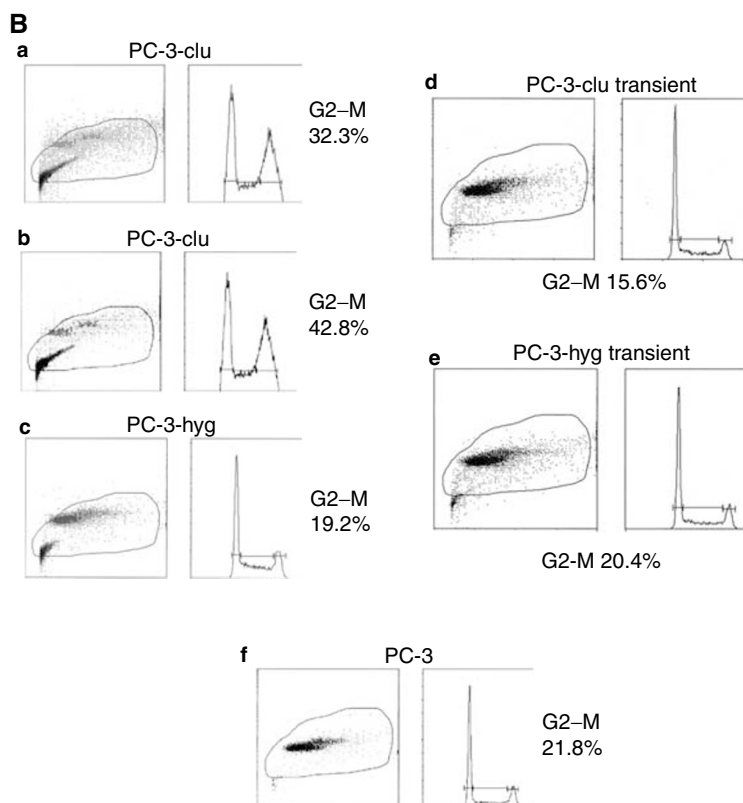 B
a
PC-3-clu
G2–M
32.3%
b
PC-3-clu
G2–M
42.8%
c
PC-3-hyg
G2–M
19.2%
d
PC-3-clu transient
G2–M 15.6%
e
PC-3-hyg transient
G2-M 20.4%
f
PC-3
G2–M
21.8%